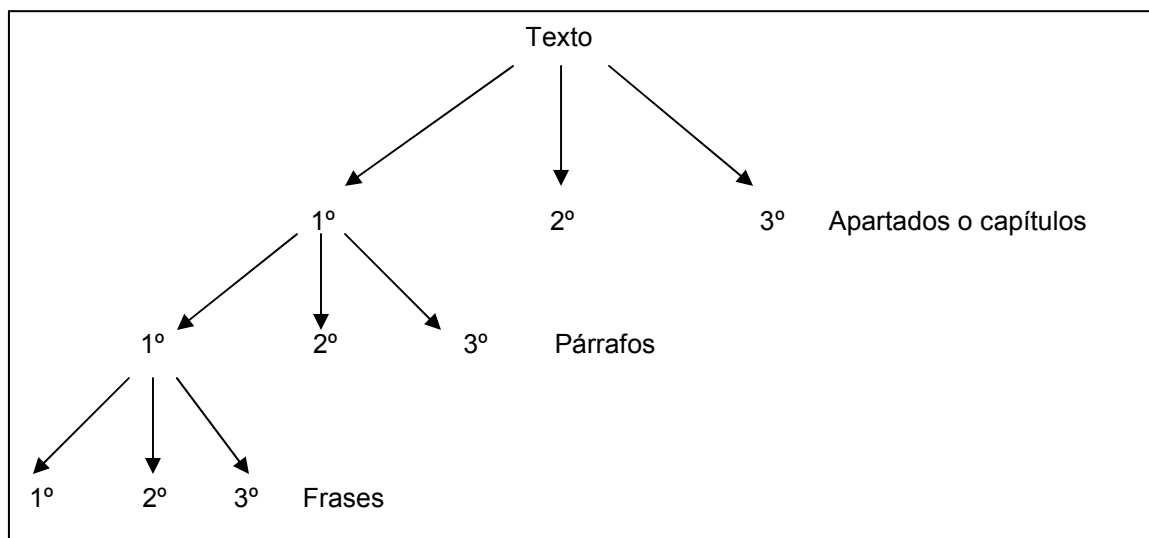 Texto
1º 2º 3º Apartados o capítulos
1º 2º 3º Párrafos
1º 2º 3º Frases